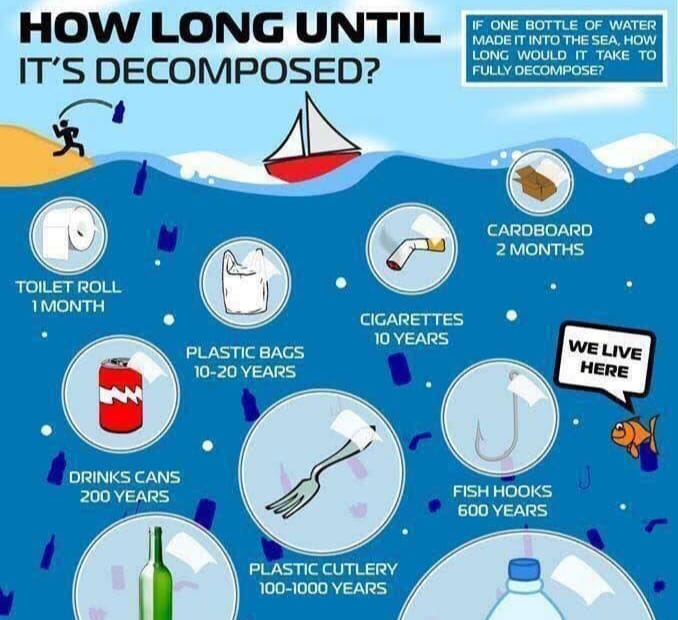 HOW LONG UNTIL
IT'S DECOMPOSED?
IF ONE BOTTLE OF WATER
MADE IT INTO THE SEA, HOW
LONG WOULD IT TAKE TO
FULLY DECOMPOSE?
CARDBOARD
2 MONTHS
TOILET ROLL
1 MONTH
CIGARETTES
10 YEARS
PLASTIC BAGS
10-20 YEARS
WE LIVE
HERE
DRINKS CANS
200 YEARS
FISH HOOKS
600 YEARS
PLASTIC CUTLERY
100-1000 YEARS